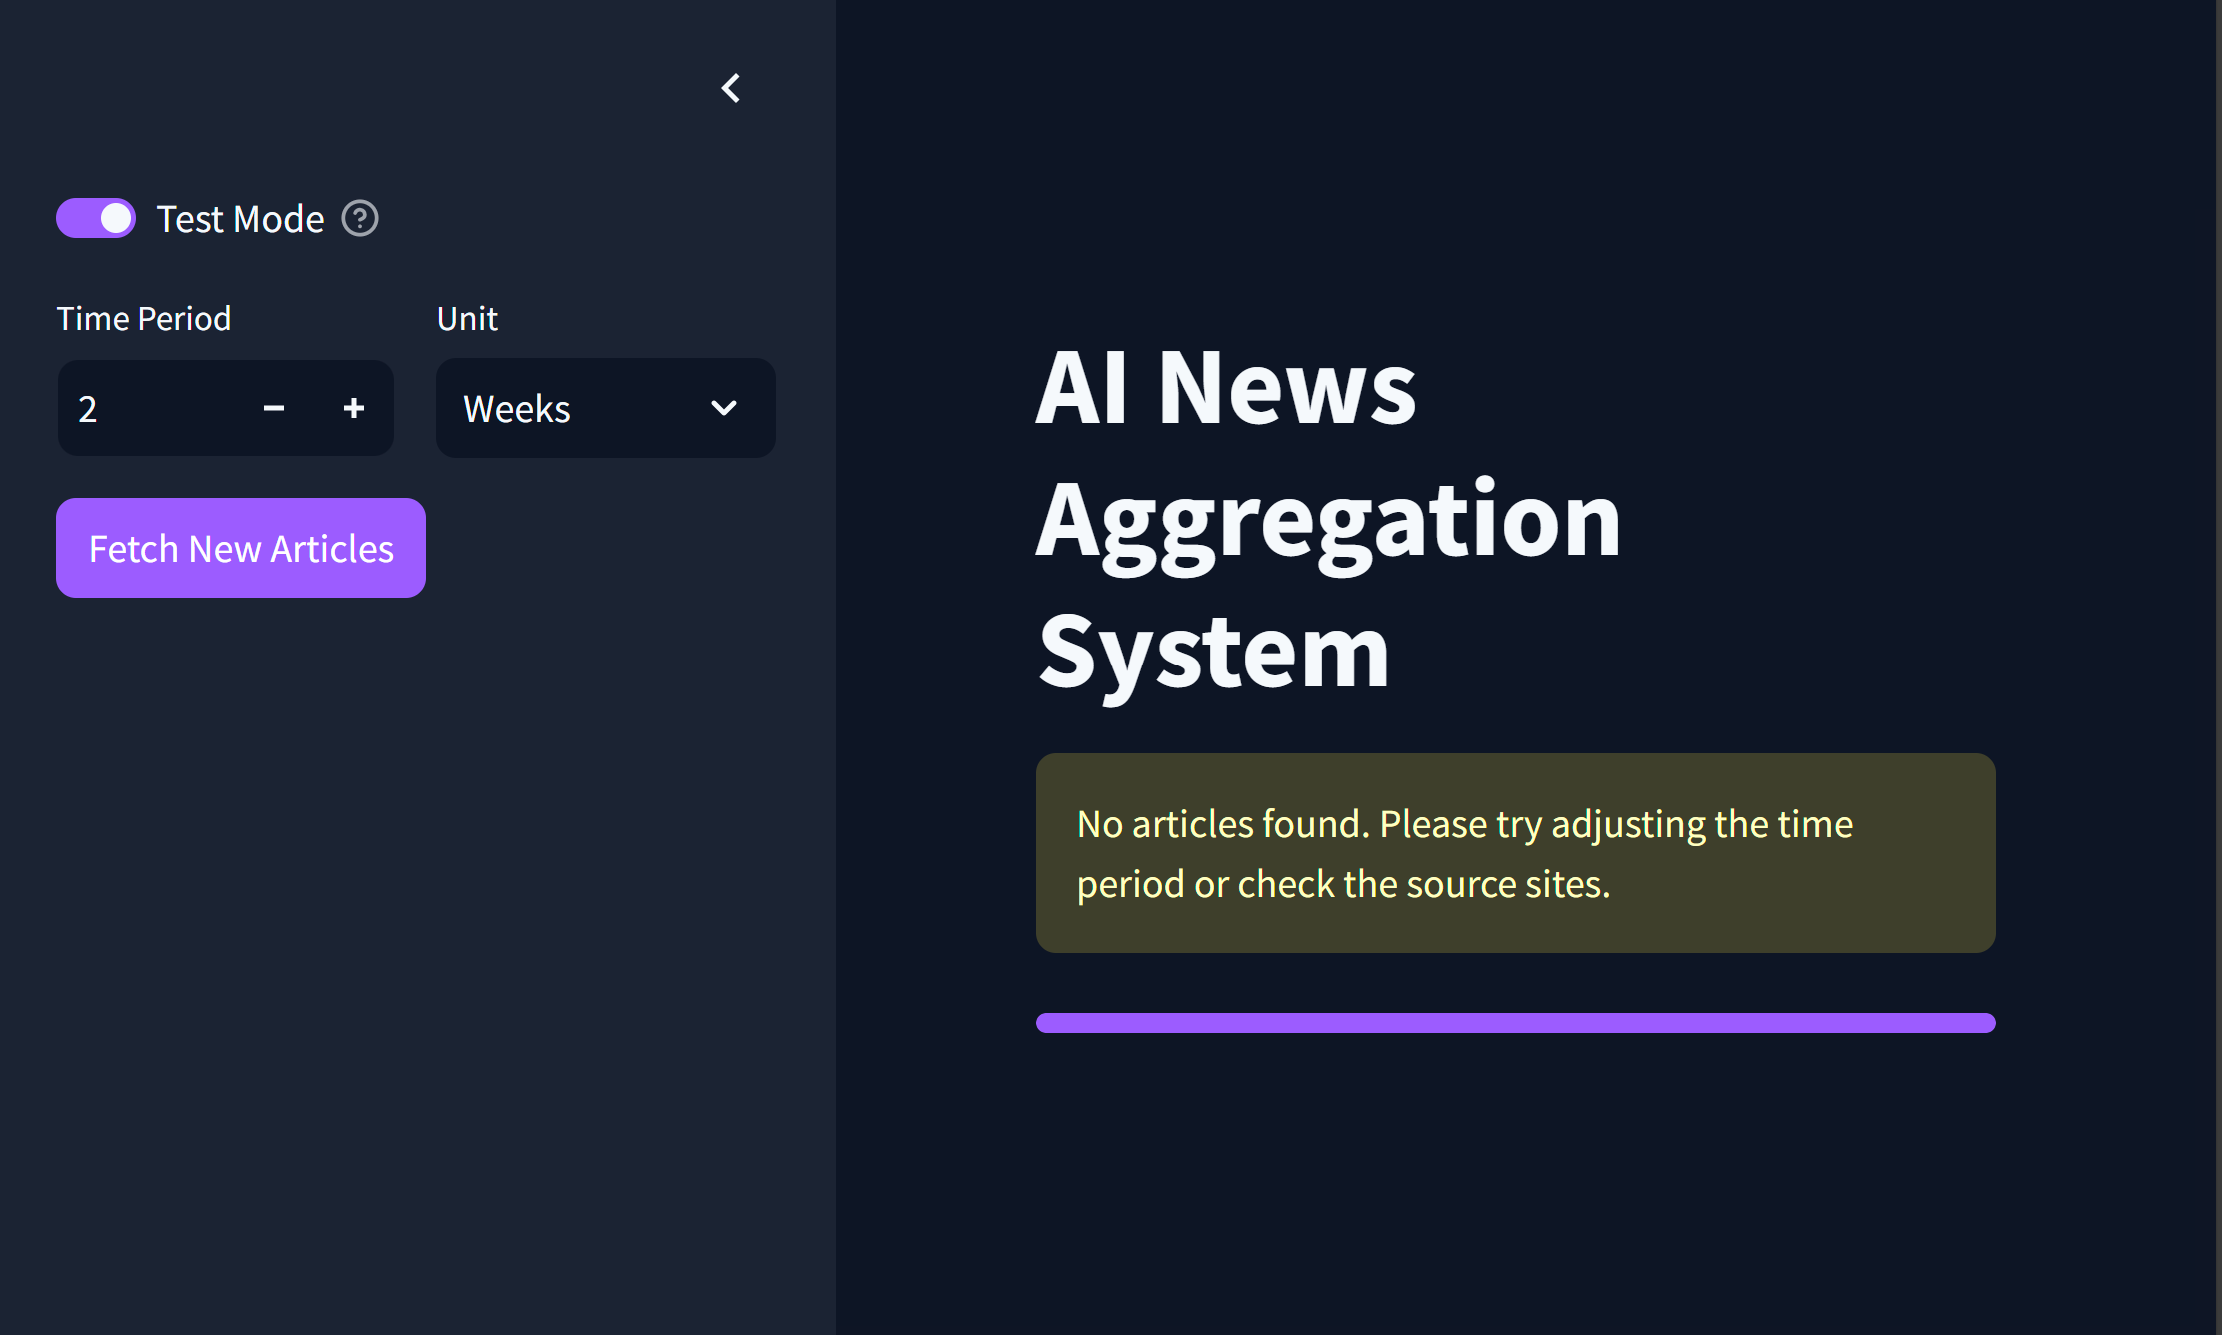 Test Mode
Time Period
Unit
2
Weeks
Fetch New Articles
AI News
Aggregation
System
No articles found. Please try adjusting the time
period or check the source sites.